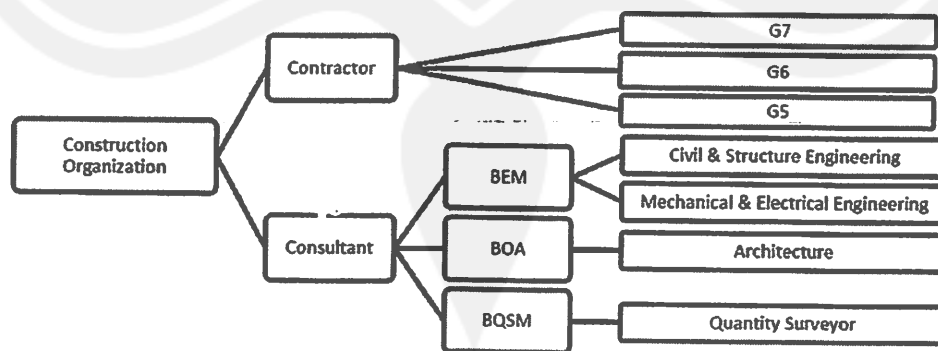 G7
Contractor
G6
G5
Construction
Organization
Civil & Structure Engineering
BEM
Mechanical & Electrical Engineering
Consultant
BOA
Architecture
BQSM
Quantity Surveyor